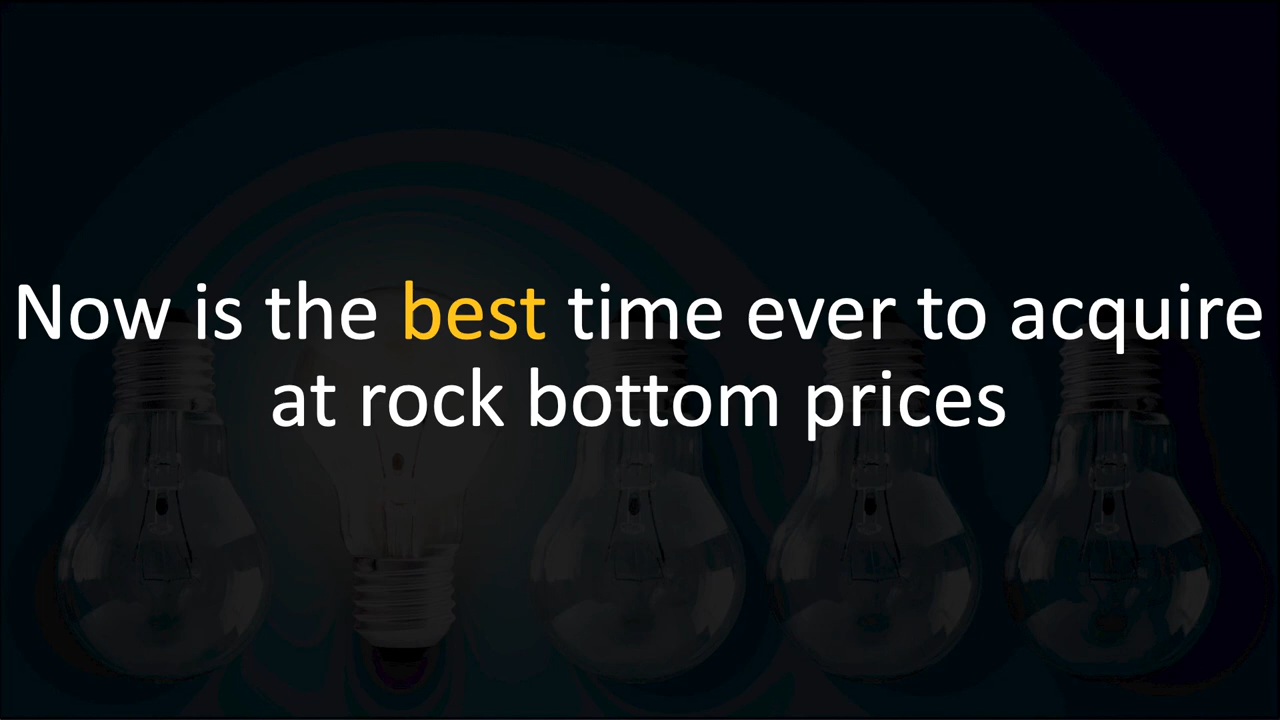 Now is the best time ever to acquire
at rock bottom prices